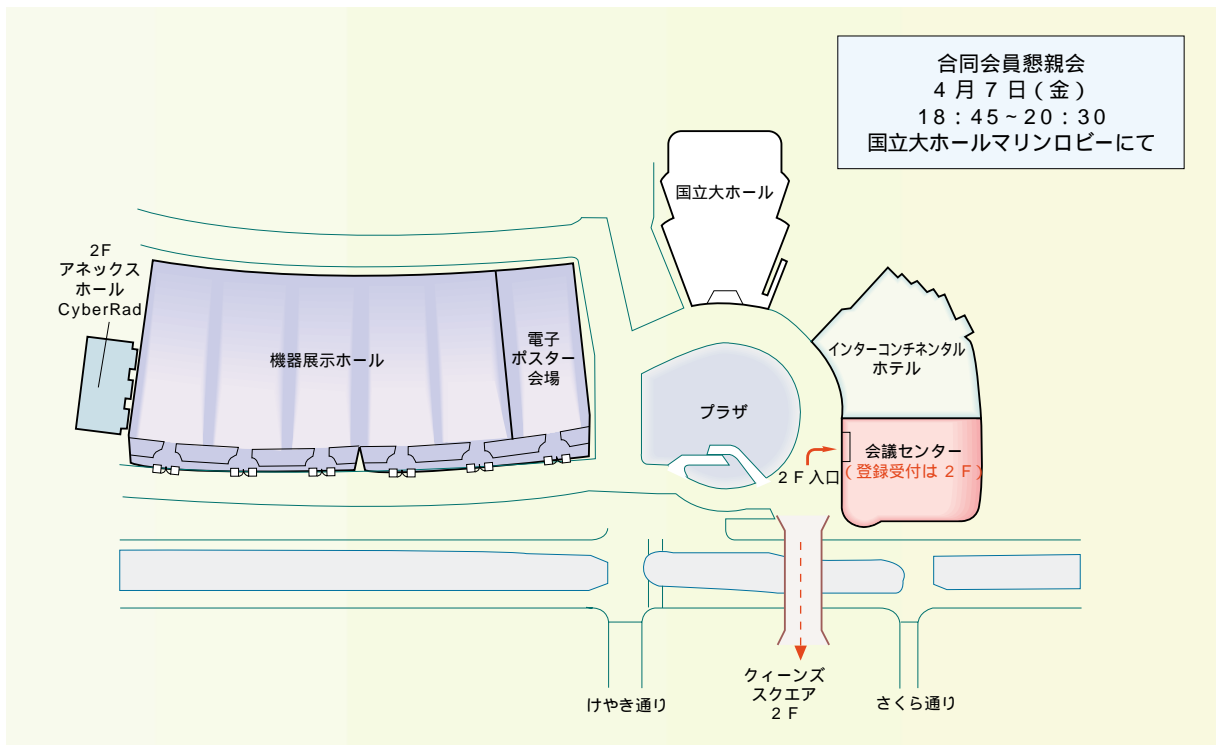 合同会員懇親会
4月7日(金)
18:45~20:30
国立大ホールマリンロビーにて
国立大ホール
2F
アネックス
ホール
CyberRad
機器展示ホール
電子
ポスター
会場
インターコンチネンタル
ホテル
プラザ
会議センター
(登録受付は2F)
2F入口
クィーンズ
スクエア
2F
けやき通り
さくら通り